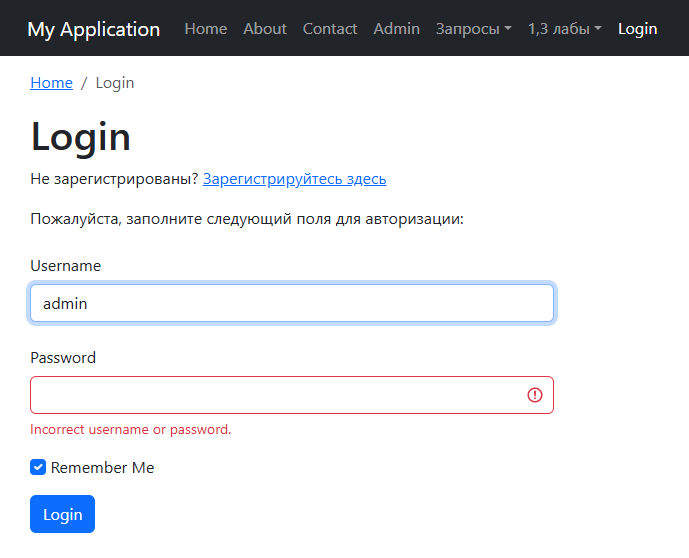 My Application Home About Contact Admin Запросы 1,3 лабы Login
Home / Login
Login
Не зарегистрированы? Зарегистрируйтесь здесь
Пожалуйста, заполните следующий поля для авторизации:
Username
admin
Password
Incorrect username or password.
Remember Me
Login